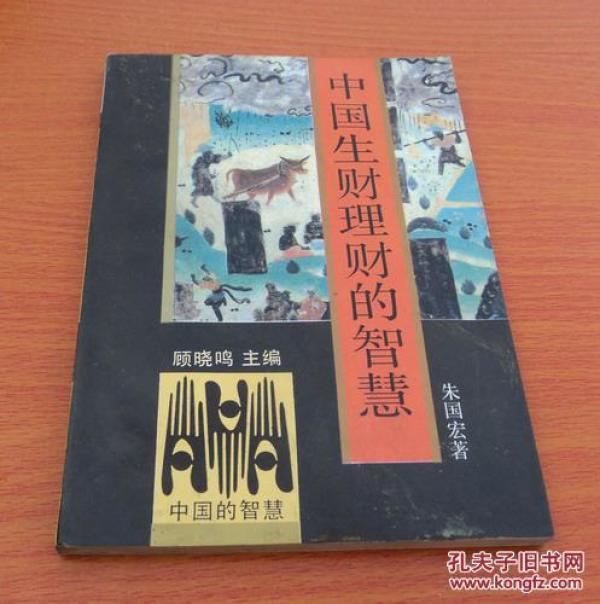 中国生财理财的智慧
顾晓鸣 主编
朱国宏著
中国的智慧
孔夫子旧书网
www.kongfz.com